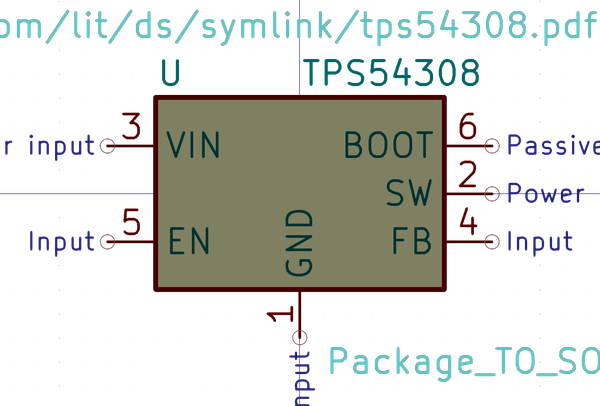 om/lit/ds/symlink/tps54308.pdf
U TPS54308
r input 3 VIN BOOT 6 Passive
SW 2 Power
Input 5 EN GND FB 4 Input
1
nput
Package_TO_SO